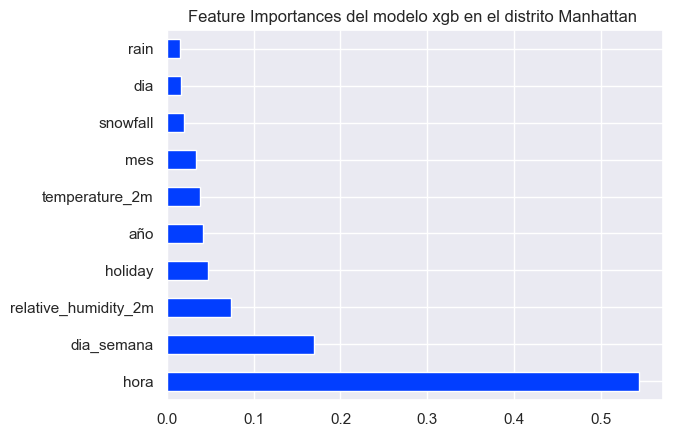 Feature Importances del modelo xgb en el distrito Manhattan
rain
dia
snowfall
mes
temperature_2m
año
holiday
relative_humidity_2m
dia_semana
hora
0.0 0.1 0.2 0.3 0.4 0.5